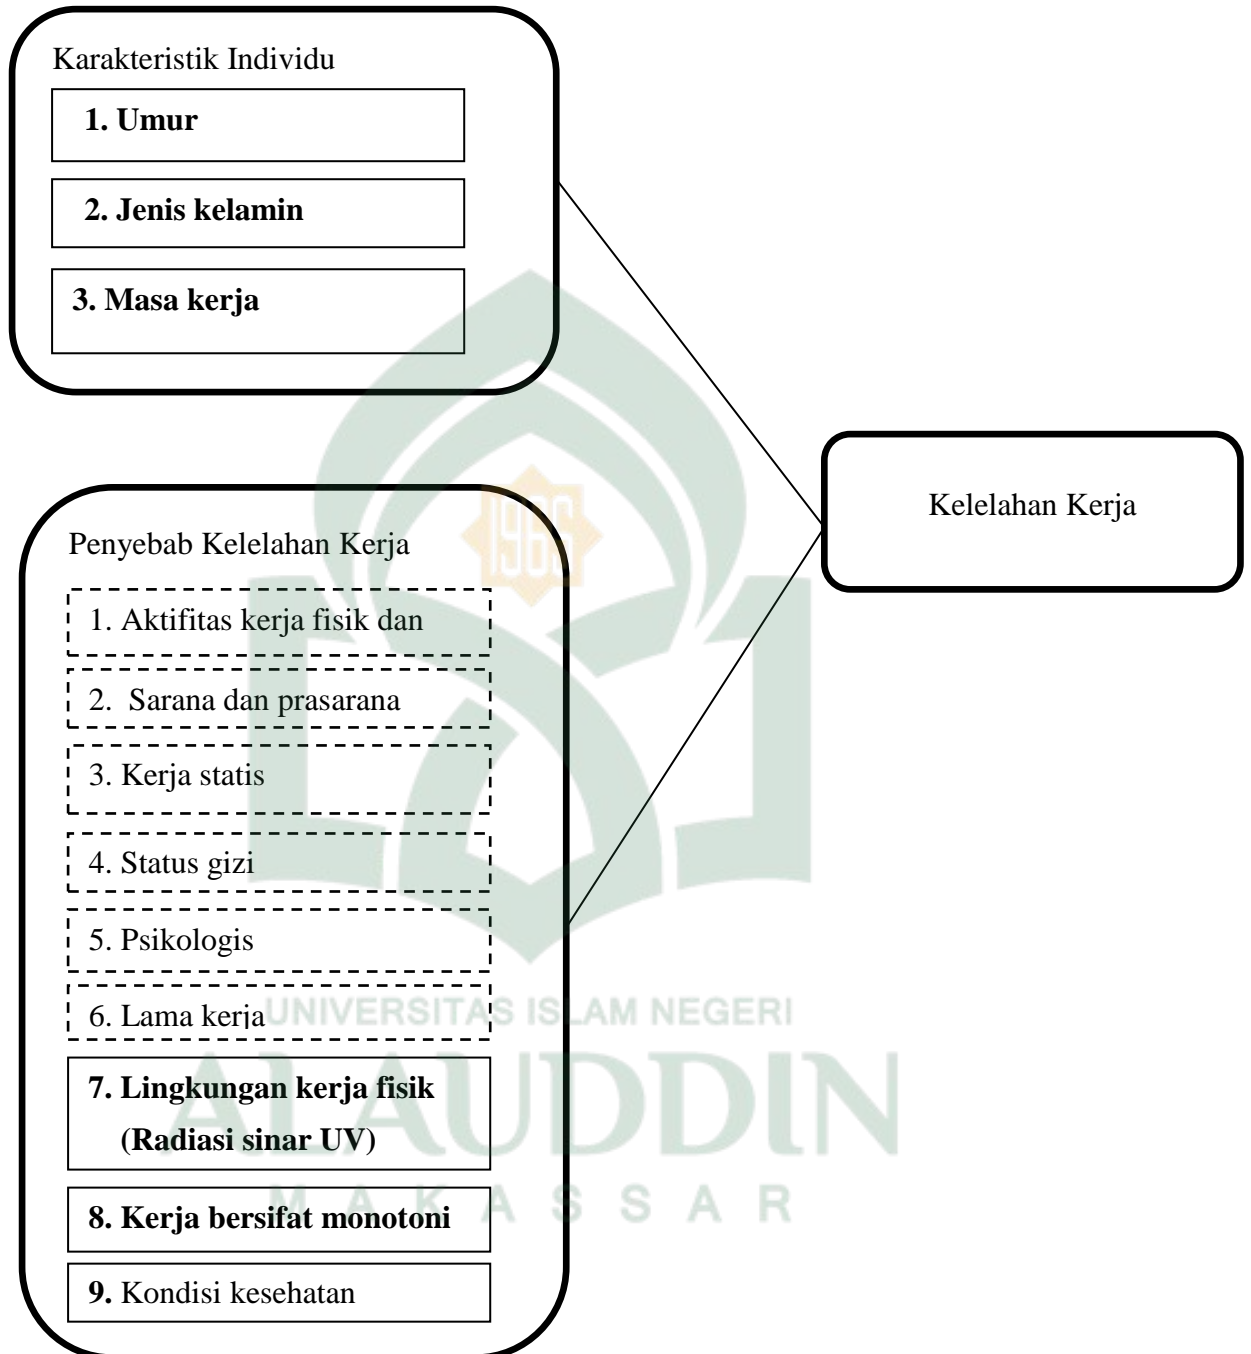 Karakteristik Individu
1. Umur
2. Jenis kelamin
3. Masa kerja
Kelelahan Kerja
Penyebab Kelelahan Kerja
1. Aktifitas kerja fisik dan
2. Sarana dan prasarana
3. Kerja statis
4. Status gizi
5. Psikologis
6. Lama kerja
7. Lingkungan kerja fisik
(Radiasi sinar UV)
8. Kerja bersifat monotoni
9. Kondisi kesehatan
1965
UNIVERSITAS ISLAM NEGERI
ALAUDDIN
MAKASSAR